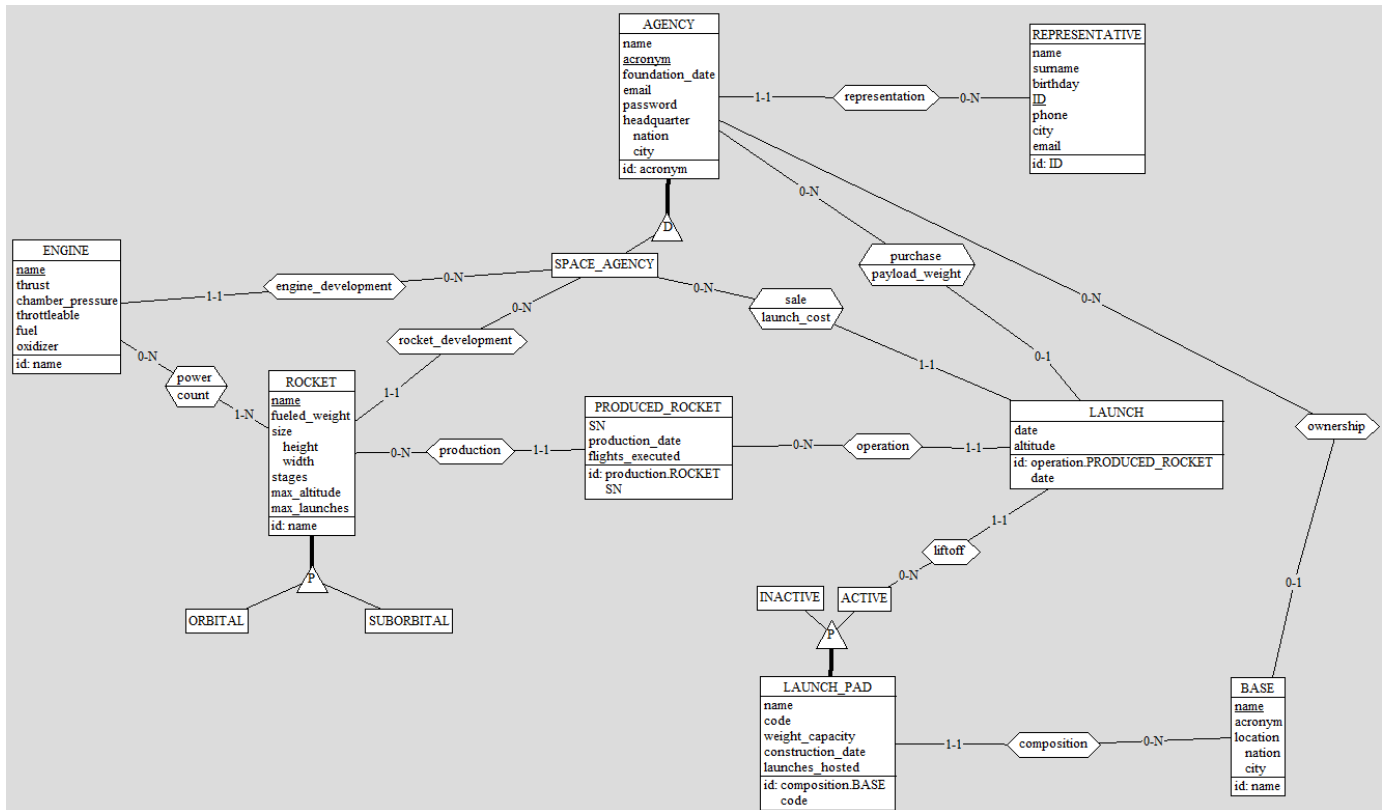 AGENCY
name
acronym
foundation_date
email
password
headquarter
nation
city
id: acronym
REPRESENTATIVE
name
surname
birthday
ID
phone
city
email
id: ID
1-1
representation
0-N
0-N
purchase
payload_weight
0-1
0-N
ownership
0-1
D
SPACE_AGENCY
ENGINE
name
thrust
chamber_pressure
throttleable
fuel
oxidizer
id: name
1-1
engine_development
0-N
0-N
rocket_development
1-1
0-N
sale
launch_cost
1-1
0-N
power
count
1-N
ROCKET
name
fueled_weight
size
height
width
stages
max_altitude
max_launches
id: name
0-N
production
1-1
PRODUCED_ROCKET
SN
production_date
flights_executed
id: production.ROCKET
SN
0-N
operation
1-1
LAUNCH
date
altitude
id: operation.PRODUCED_ROCKET
date
1-1
liftoff
0-N
P
ORBITAL
SUBORBITAL
INACTIVE
ACTIVE
P
LAUNCH_PAD
name
code
weight_capacity
construction_date
launches_hosted
id: composition.BASE
code
1-1
composition
0-N
BASE
name
acronym
location
nation
city
id: name